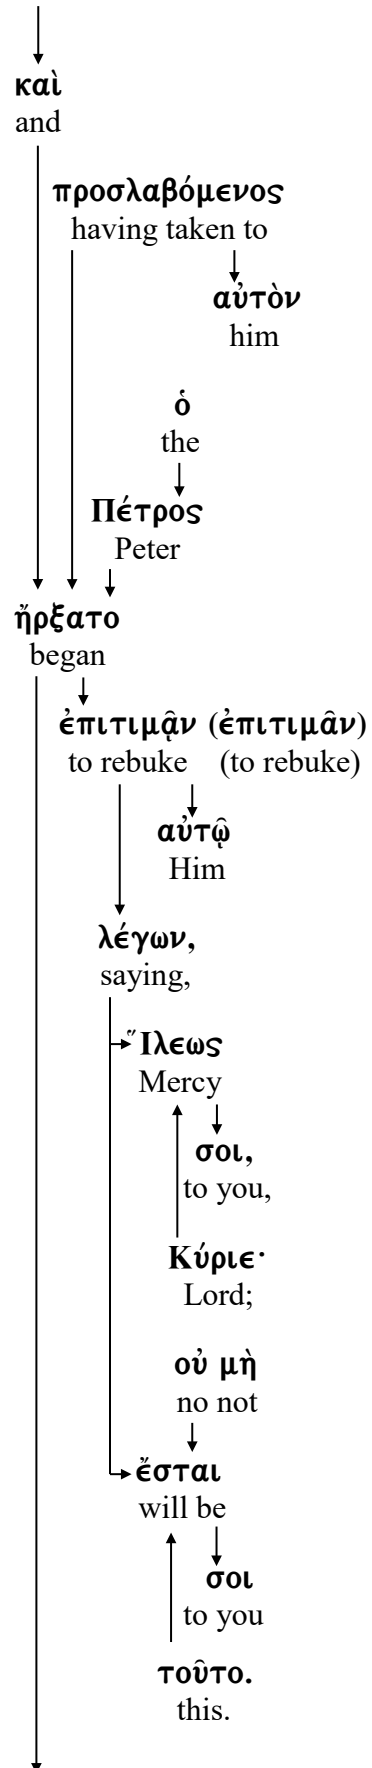 καὶ
and
προσλαβόμενος
having taken to
αὐτὸν
him
ὁ
the
Πέτρος
Peter
ἤρξατο
began
ἐπιτιμᾷν (ἐπιτιμᾶν)
to rebuke (to rebuke)
αὐτῷ
Him
λέγων,
saying,
Ἵλεως
Mercy
σοι,
to you,
Κύριε·
Lord;
οὐ μὴ
no not
ἔσται
will be
σοι
to you
τοῦτο.
this.